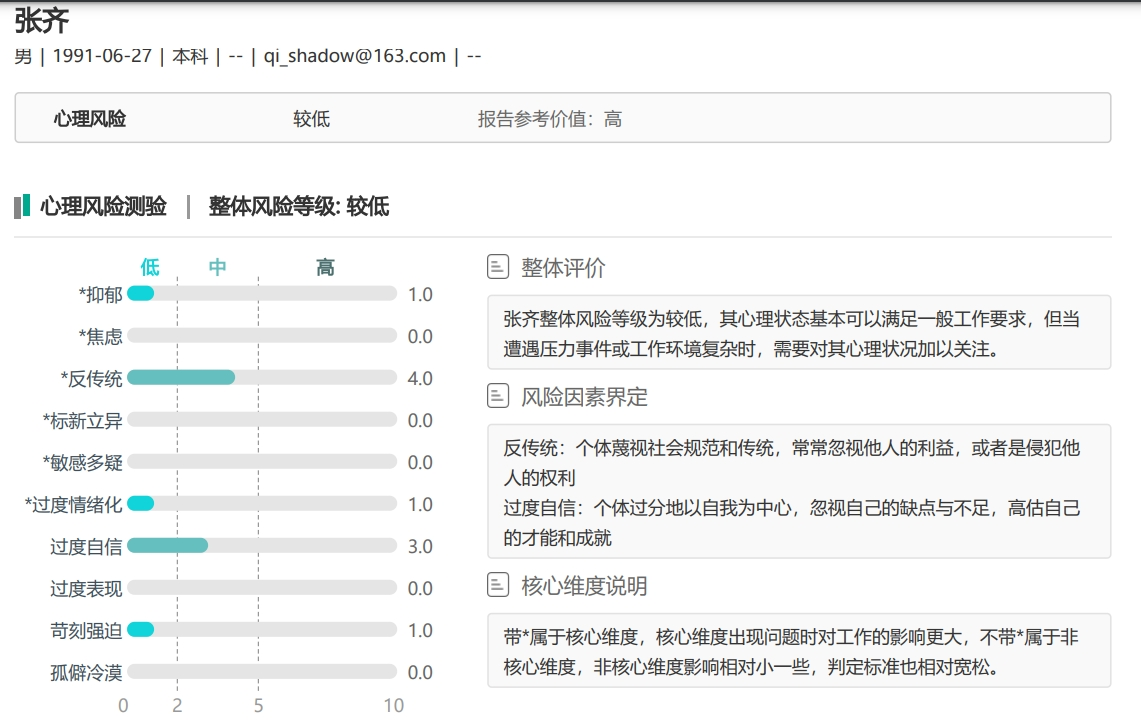 张齐
男 | 1991-06-27 | 本科 | -- | qi_shadow@163.com | --
心理风险 较低 报告参考价值：高
心理风险测验 | 整体风险等级: 较低
低 中 高
*抑郁 1.0
*焦虑 0.0
*反传统 4.0
*标新立异 0.0
*敏感多疑 0.0
*过度情绪化 1.0
过度自信 3.0
过度表现 0.0
苛刻强迫 1.0
孤僻冷漠 0.0
0 2 5 10
整体评价
张齐整体风险等级为较低，其心理状态基本可以满足一般工作要求，但当
遭遇压力事件或工作环境复杂时，需要对其心理状况加以关注。
风险因素界定
反传统：个体蔑视社会规范和传统，常常忽视他人的利益，或者是侵犯他
人的权利
过度自信：个体过分地以自我为中心，忽视自己的缺点与不足，高估自己
的才能和成就
核心维度说明
带*属于核心维度，核心维度出现问题时对工作的影响更大，不带*属于非
核心维度，非核心维度影响相对小一些，判定标准也相对宽松。